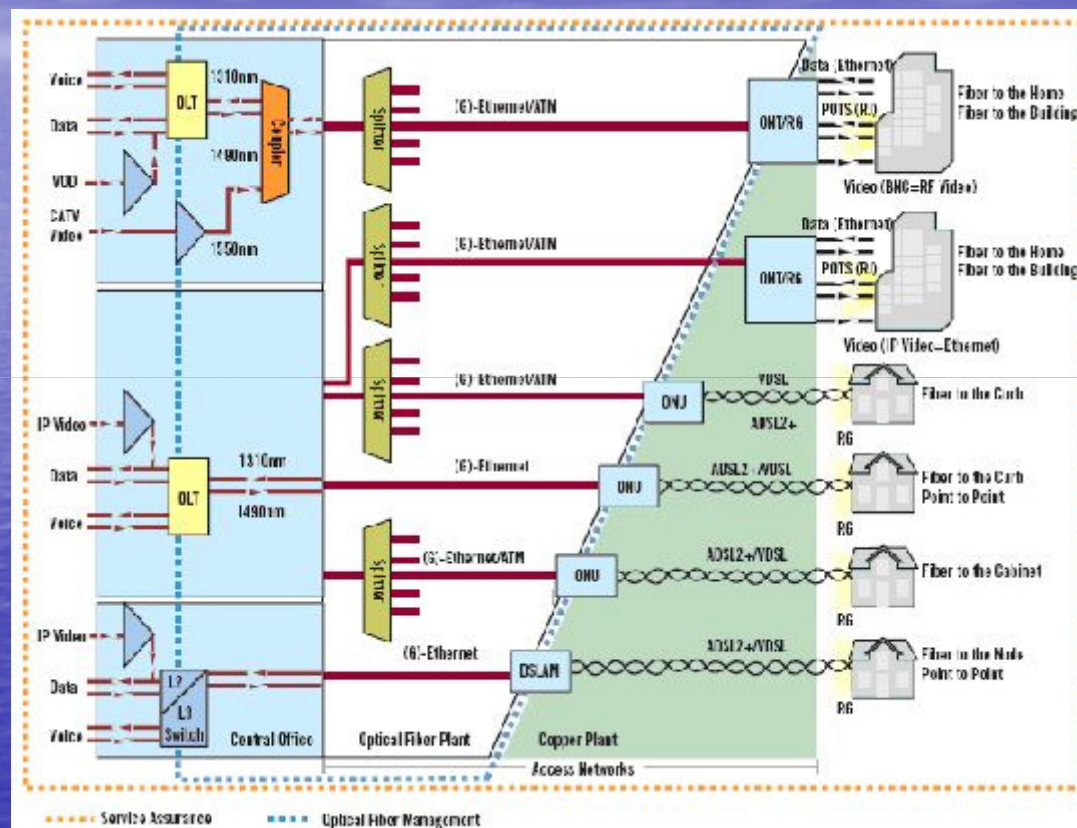 Voice
Data
VOD
CATV
Video
OLT
1310nm
1490nm
1550nm
Coupler
Splitter
(G)-Ethernet/ATM
ONT/RG
Data (Ethernet)
POTS (RJ)
Video (BNG=RF Video)
Fiber to the Home
Fiber to the Building
Splitter
(G)-Ethernet/ATM
ONT/RG
Data (Ethernet)
POTS (RJ)
Video (IP Video=Ethernet)
Fiber to the Home
Fiber to the Building
Splitter
(G)-Ethernet/ATM
ONU
VDSL
ADSL2+
RG
Fiber to the Curb
IP Video
Data
Voice
OLT
1310nm
1490nm
(G)-Ethernet
ONU
ADSL2+/VDSL
RG
Fiber to the Curb
Point to Point
Splitter
(G)-Ethernet/ATM
ONU
ADSL2+/VDSL
RG
Fiber to the Cabinet
IP Video
Data
Voice
L2
L3
Switch
(G)-Ethernet
DSLAM
ADSL2+/VDSL
RG
Fiber to the Node
Point to Point
Central Office
Optical Fiber Plant
Copper Plant
Access Networks
Service Assurance
Optical Fiber Management